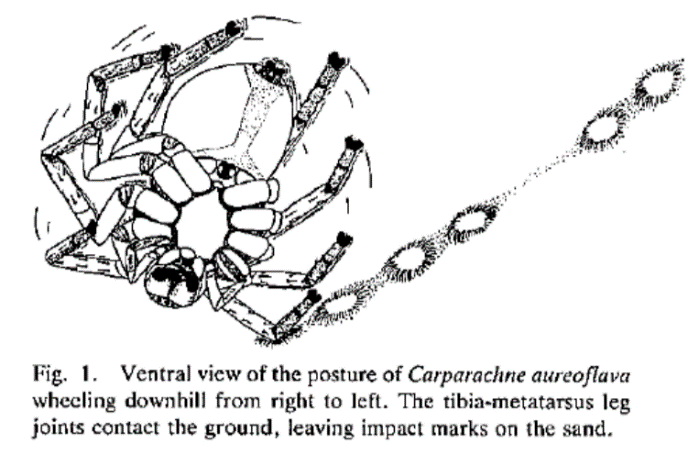 Fig. 1. Ventral view of the posture of Carparachne aureoflava
wheeling downhill from right to left. The tibia-metatarsus leg
joints contact the ground, leaving impact marks on the sand.